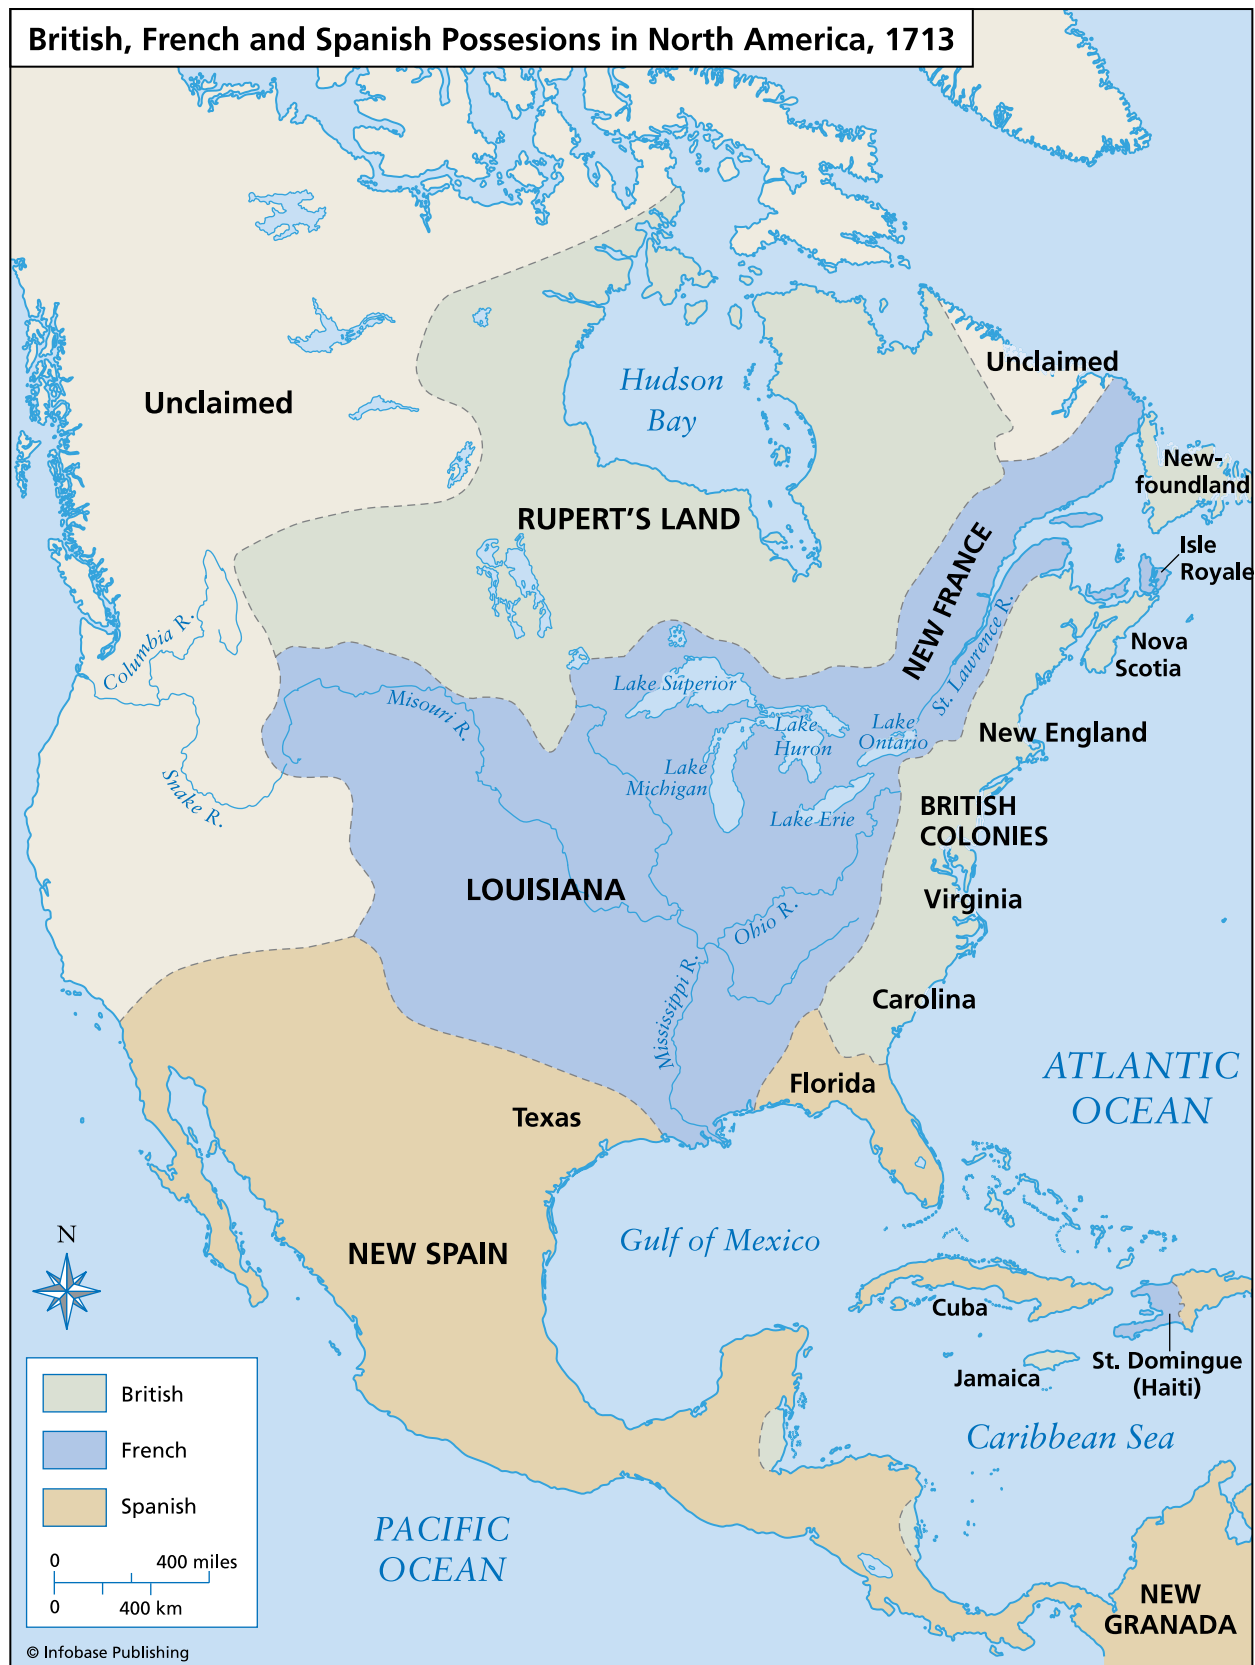 British, French and Spanish Possesions in North America, 1713
Unclaimed
Hudson
Bay
Unclaimed
New-
foundland
RUPERT'S LAND
NEW FRANCE
Isle
Royale
Columbia R.
St. Lawrence R.
Nova
Scotia
Lake Superior
Misouri R.
Lake
Huron
Lake
Ontario
New England
Snake R.
Lake
Michigan
Lake Erie
BRITISH
COLONIES
LOUISIANA
Virginia
Ohio R.
Mississippi R.
Carolina
ATLANTIC
OCEAN
Florida
Texas
NEW SPAIN
Gulf of Mexico
N
Cuba
Jamaica
St. Domingue
(Haiti)
Caribbean Sea
British
French
Spanish
0 400 miles
0 400 km
PACIFIC
OCEAN
NEW
GRANADA
© Infobase Publishing